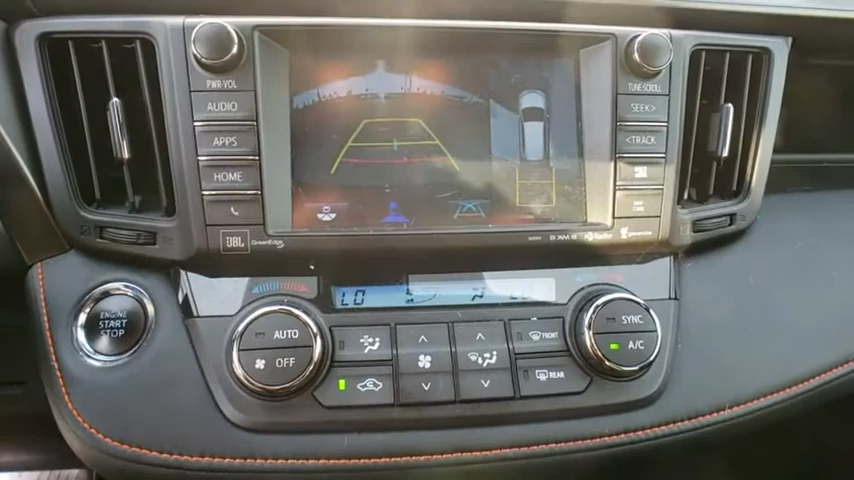 PWR•VOL
AUDIO
APPS
HOME
JBL
GreenEdge
TUNE•SCROLL
SEEK>
<TRACK
ENGINE
START
STOP
LO
AUTO
OFF
FRONT
REAR
SYNC
A/C